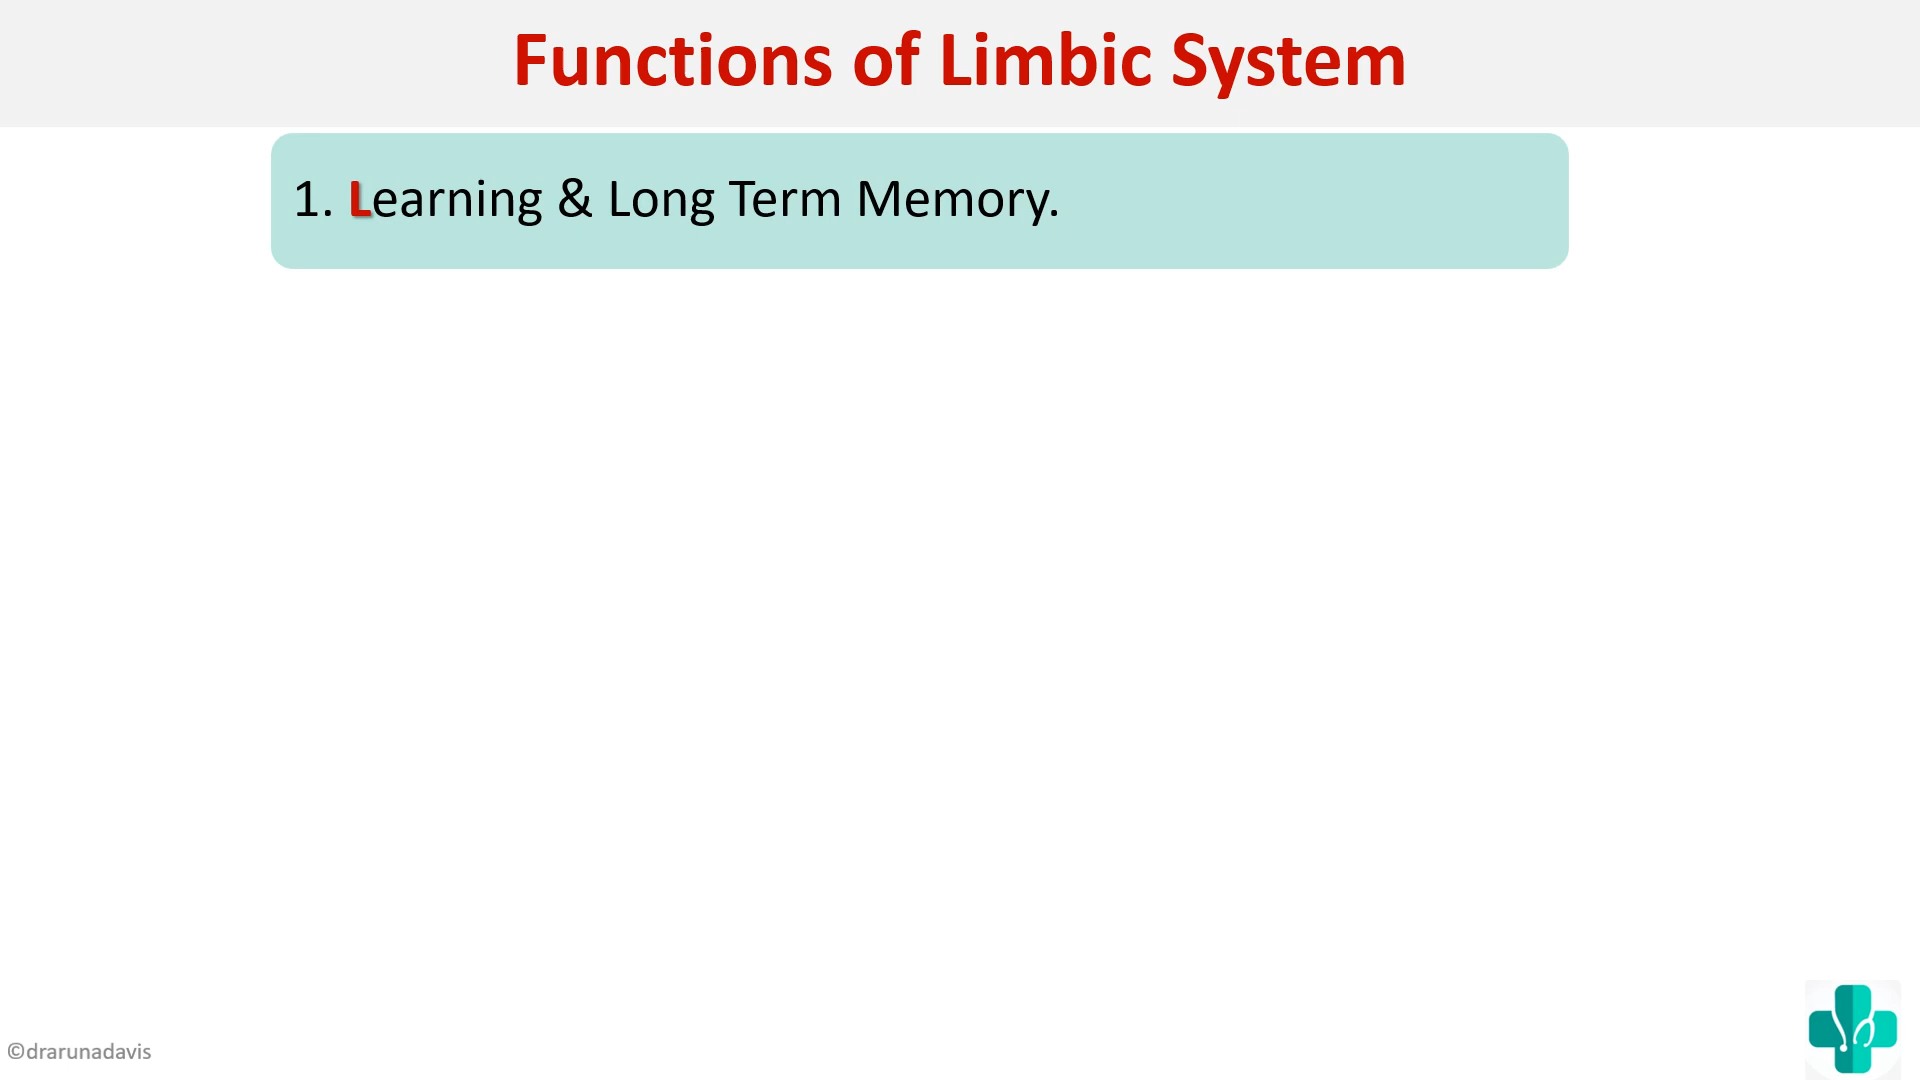 Functions of Limbic System
1. Learning & Long Term Memory.
©drarunadavis